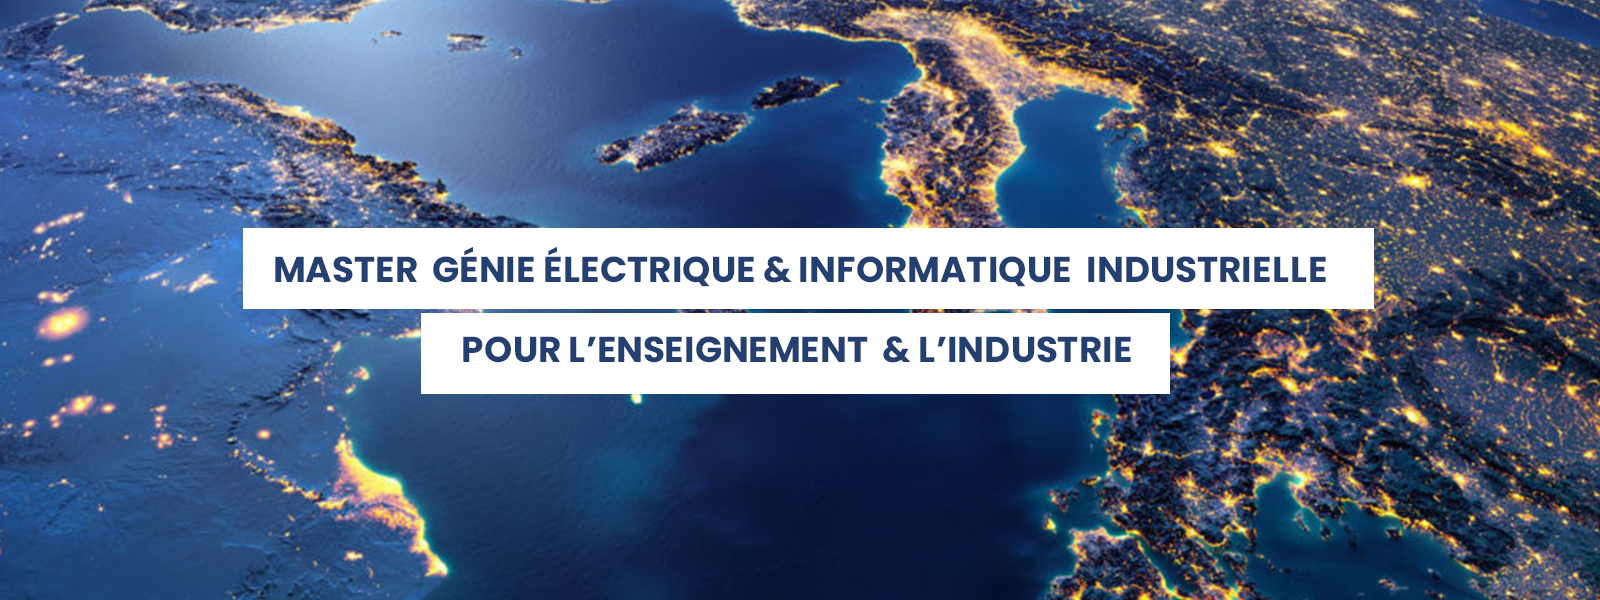 MASTER GÉNIE ÉLECTRIQUE & INFORMATIQUE INDUSTRIELLE
POUR L’ENSEIGNEMENT & L’INDUSTRIE